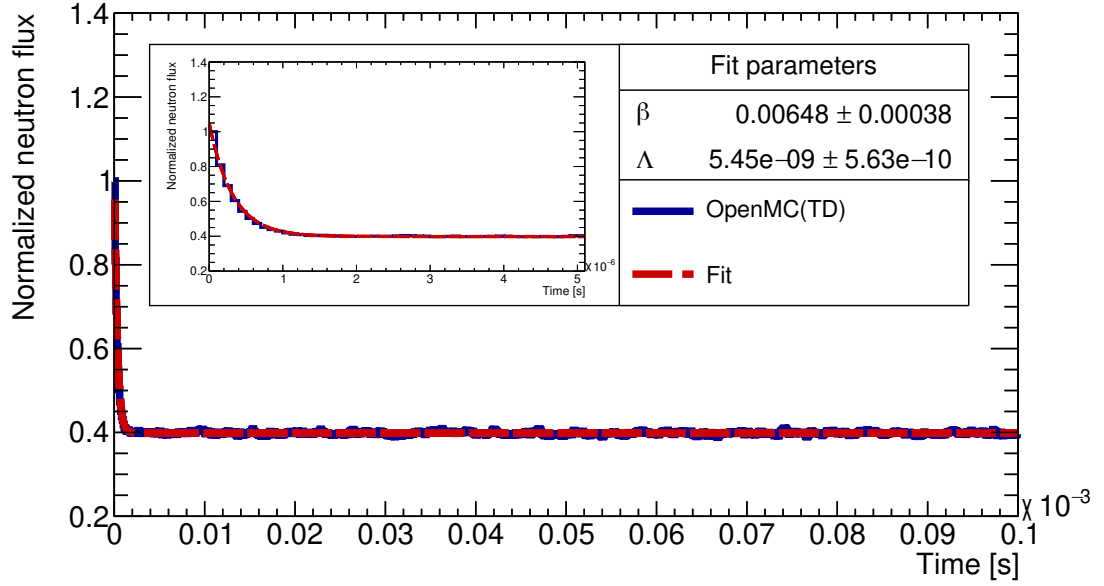 Normalized neutron flux
1.4
1.2
1
0.8
0.6
0.4
0.2
0 0.01 0.02 0.03 0.04 0.05 0.06 0.07 0.08 0.09 0.1
×10−3
Time [s]
Normalized neutron flux
1.4
1.2
1
0.8
0.6
0.4
0.2
0 1 2 3 4 5
×10−6
Time [s]
Fit parameters
β 0.00648 ± 0.00038
Λ 5.45e−09 ± 5.63e−10
OpenMC(TD)
Fit